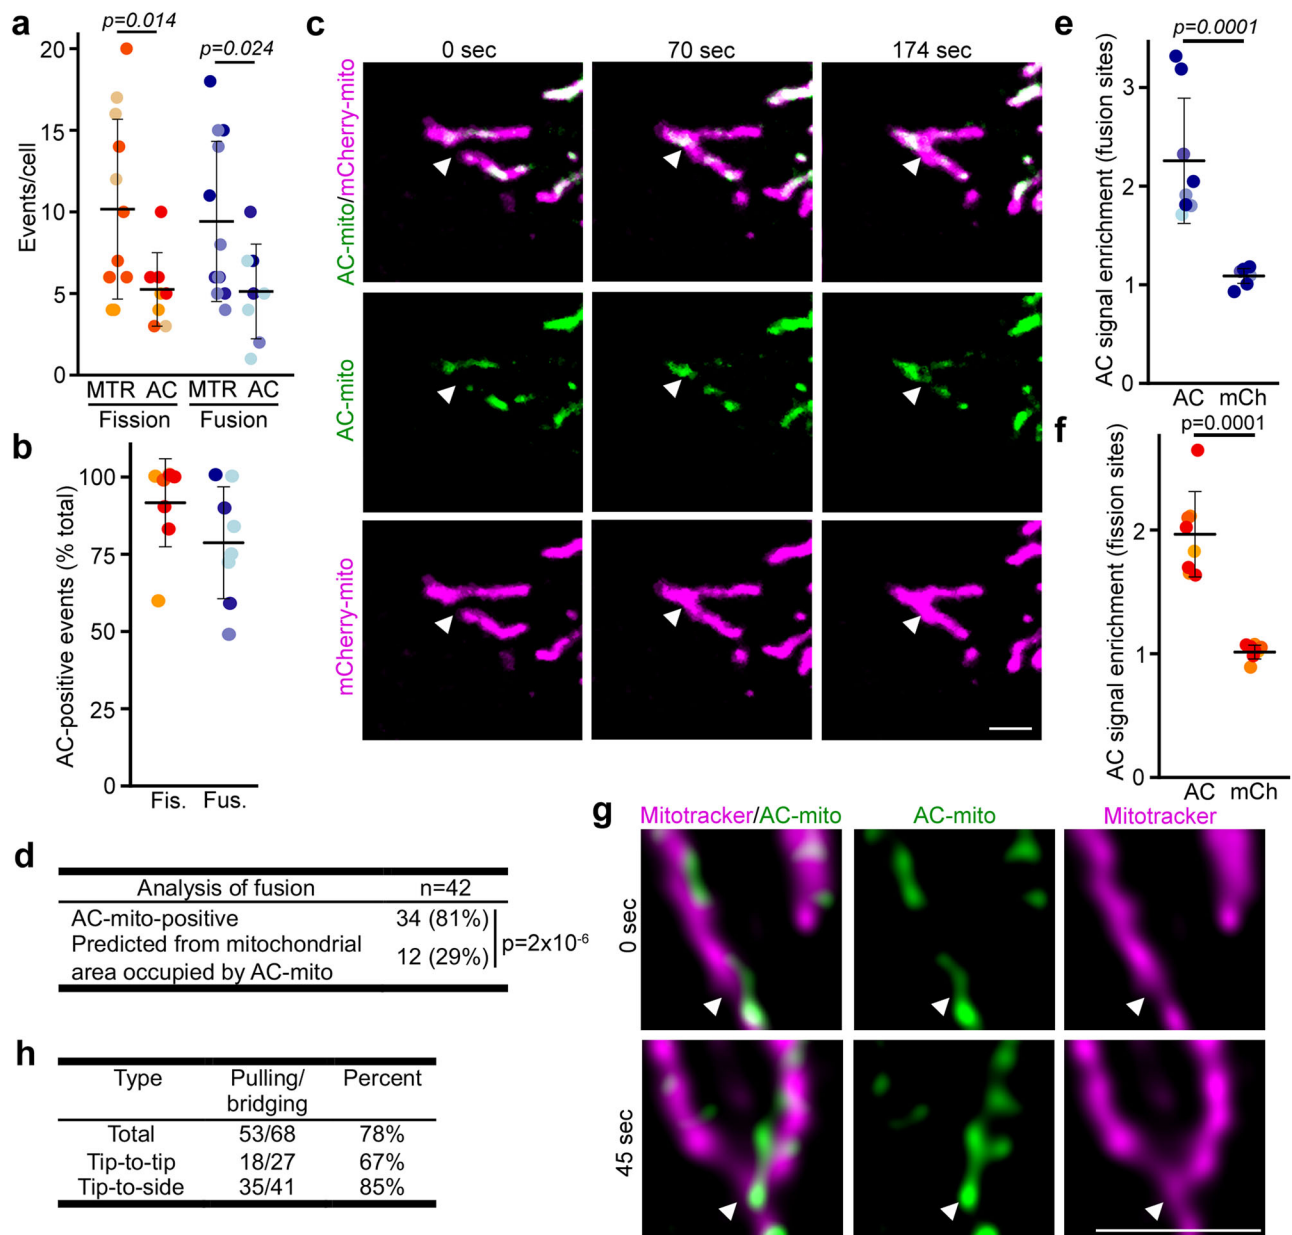 a
p=0.014
p=0.024
20
15
10
5
0
Events/cell
MTR AC MTR AC
Fission Fusion
b
100
75
50
25
0
AC-positive events (% total)
Fis. Fus.
c
0 sec 70 sec 174 sec
AC-mito/mCherry-mito
AC-mito
mCherry-mito
d
Analysis of fusion n=42
AC-mito-positive 34 (81%)
Predicted from mitochondrial
area occupied by AC-mito 12 (29%)
p=2x10⁻⁶
e
p=0.0001
3
2
1
0
AC signal enrichment (fusion sites)
AC mCh
f
p=0.0001
2
1
0
AC signal enrichment (fission sites)
AC mCh
g
Mitotracker/AC-mito AC-mito Mitotracker
0 sec
45 sec
h
Type Pulling/ Percent
bridging
Total 53/68 78%
Tip-to-tip 18/27 67%
Tip-to-side 35/41 85%